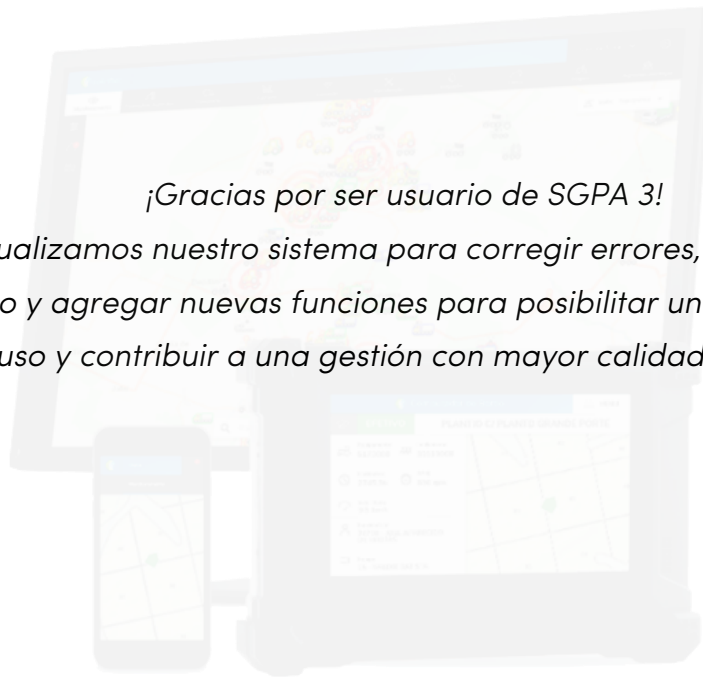 ¡Gracias por ser usuario de SGPA 3!
ualizamos nuestro sistema para corregir errores,
o y agregar nuevas funciones para posibilitar un
uso y contribuir a una gestión con mayor calidad